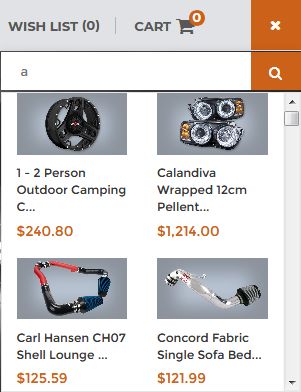 WISH LIST (0) CART 0
a
1 - 2 Person Calandiva
Outdoor Camping Wrapped 12cm
C... Pellent...
$240.80 $1,214.00
Carl Hansen CH07 Concord Fabric
Shell Lounge ... Single Sofa Bed...
$125.59 $121.99